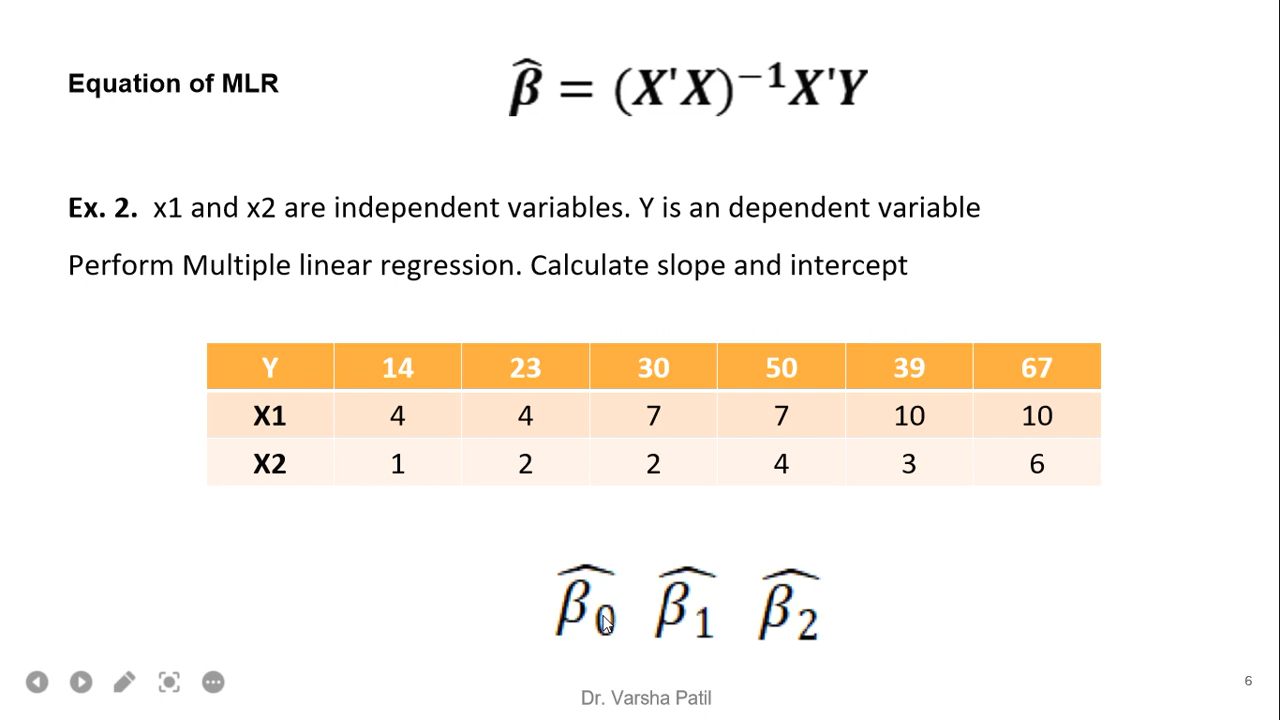 Equation of MLR
β̂ = (X'X)⁻¹X'Y
Ex. 2. x1 and x2 are independent variables. Y is an dependent variable
Perform Multiple linear regression. Calculate slope and intercept
Y 14 23 30 50 39 67
X1 4 4 7 7 10 10
X2 1 2 2 4 3 6
β̂₀ β̂₁ β̂₂
Dr. Varsha Patil
6